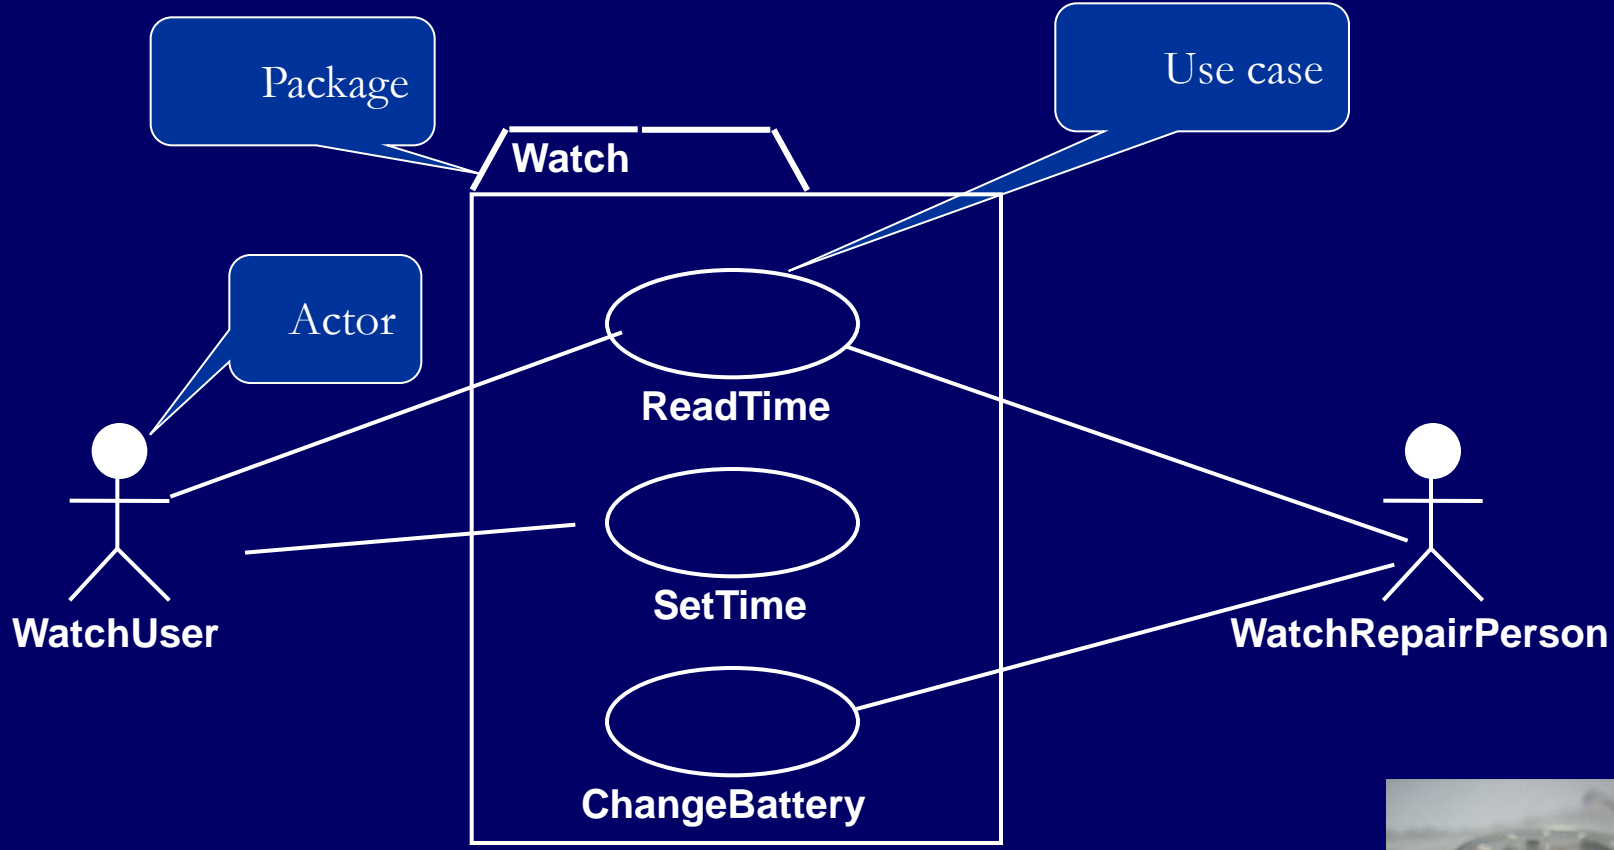 Package
Use case
Watch
Actor
ReadTime
SetTime
WatchUser
WatchRepairPerson
ChangeBattery